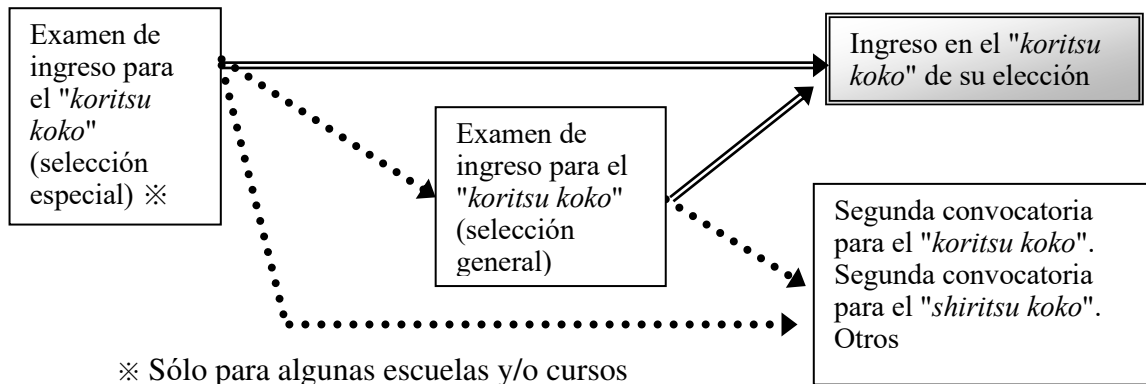 Examen de
ingreso para
el "koritsu
koko"
(selección
especial) ※
Ingreso en el "koritsu
koko" de su elección
Examen de
ingreso para el
"koritsu koko"
(selección
general)
Segunda convocatoria
para el "koritsu koko".
Segunda convocatoria
para el "shiritsu koko".
Otros
※ Sólo para algunas escuelas y/o cursos